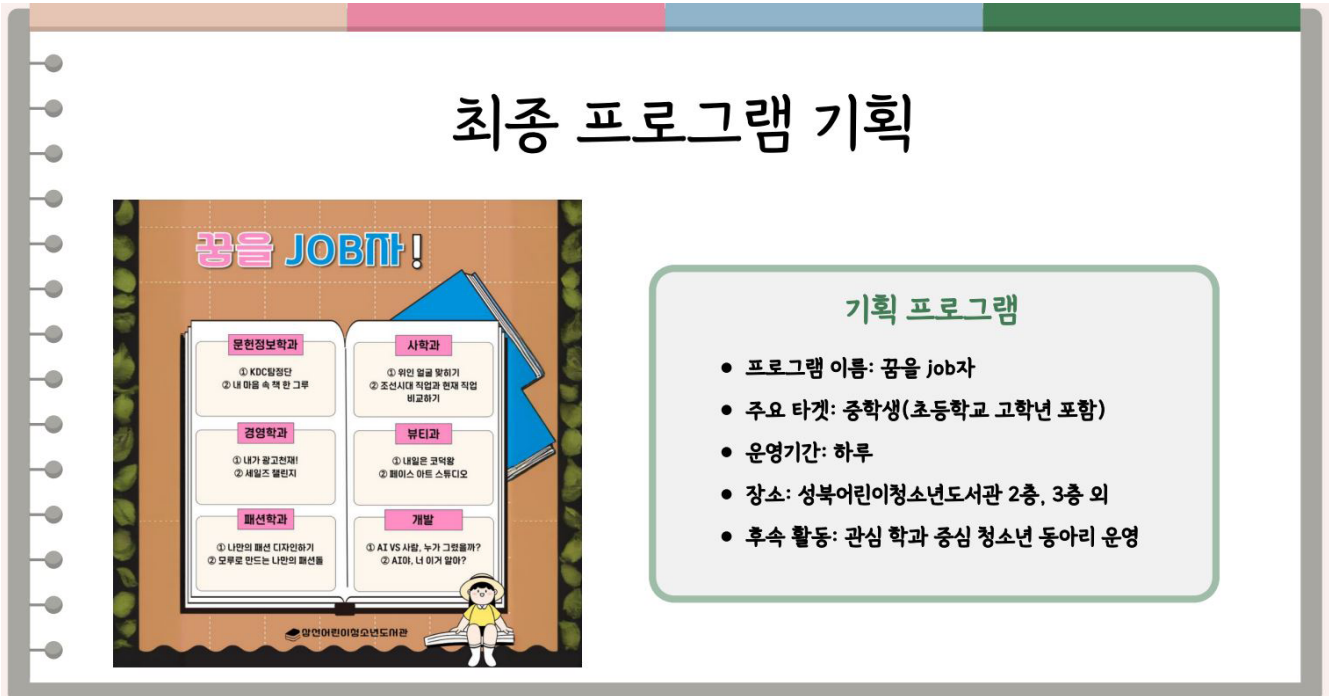 최종 프로그램 기획
꿈을 JOB자!
문헌정보학과
① KDC탐정단
② 내 마음 속 책 한 그루
경영학과
① 내가 광고천재!
② 세일즈 챌린지
패션학과
① 나만의 패션 디자인하기
② 모루로 만드는 나만의 패션돌
사학과
① 위인 얼굴 맞히기
② 조선시대 직업과 현재 직업
비교하기
뷰티과
① 내일은 코덕왕
② 페이스 아트 스튜디오
개발
① AI VS 사람, 누가 그렸을까?
② AI야, 너 이거 알아?
삼선어린이청소년도서관
기획 프로그램
프로그램 이름: 꿈을 job자
주요 타겟: 중학생(초등학교 고학년 포함)
운영기간: 하루
장소: 성북어린이청소년도서관 2층, 3층 외
후속 활동: 관심 학과 중심 청소년 동아리 운영